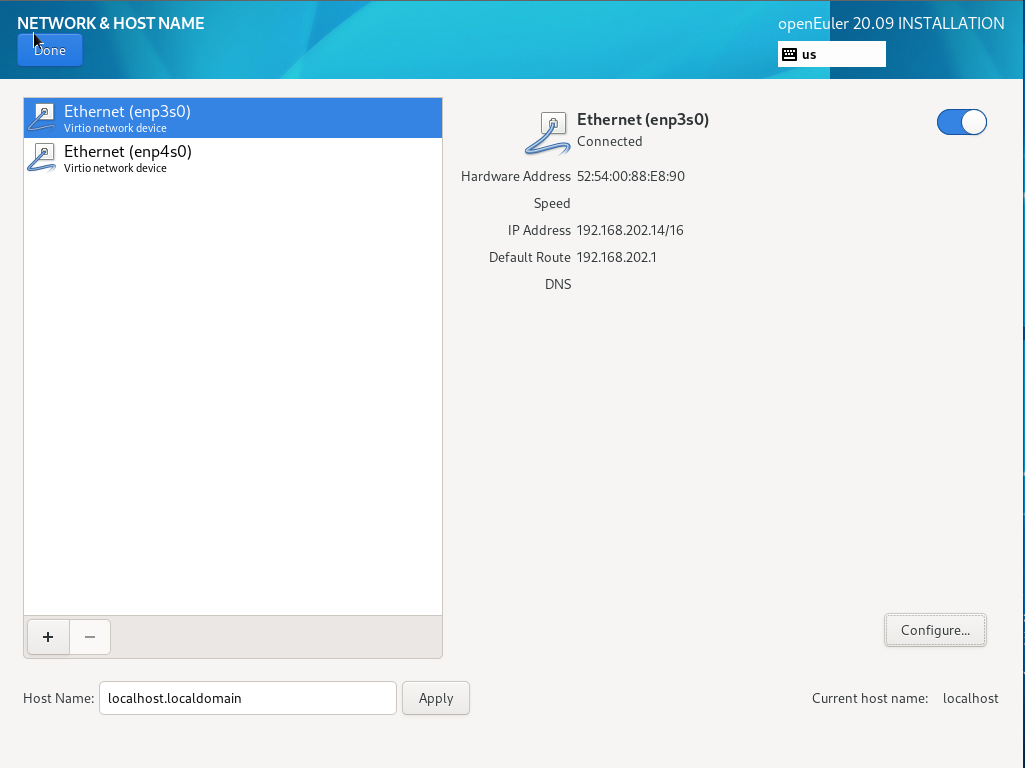 NETWORK & HOST NAME
openEuler 20.09 INSTALLATION
Done
us
Ethernet (enp3s0)
Virtio network device
Ethernet (enp4s0)
Virtio network device
Ethernet (enp3s0)
Connected
Hardware Address 52:54:00:88:E8:90
Speed
IP Address 192.168.202.14/16
Default Route 192.168.202.1
DNS
+ −
Configure...
Host Name: localhost.localdomain Apply Current host name: localhost